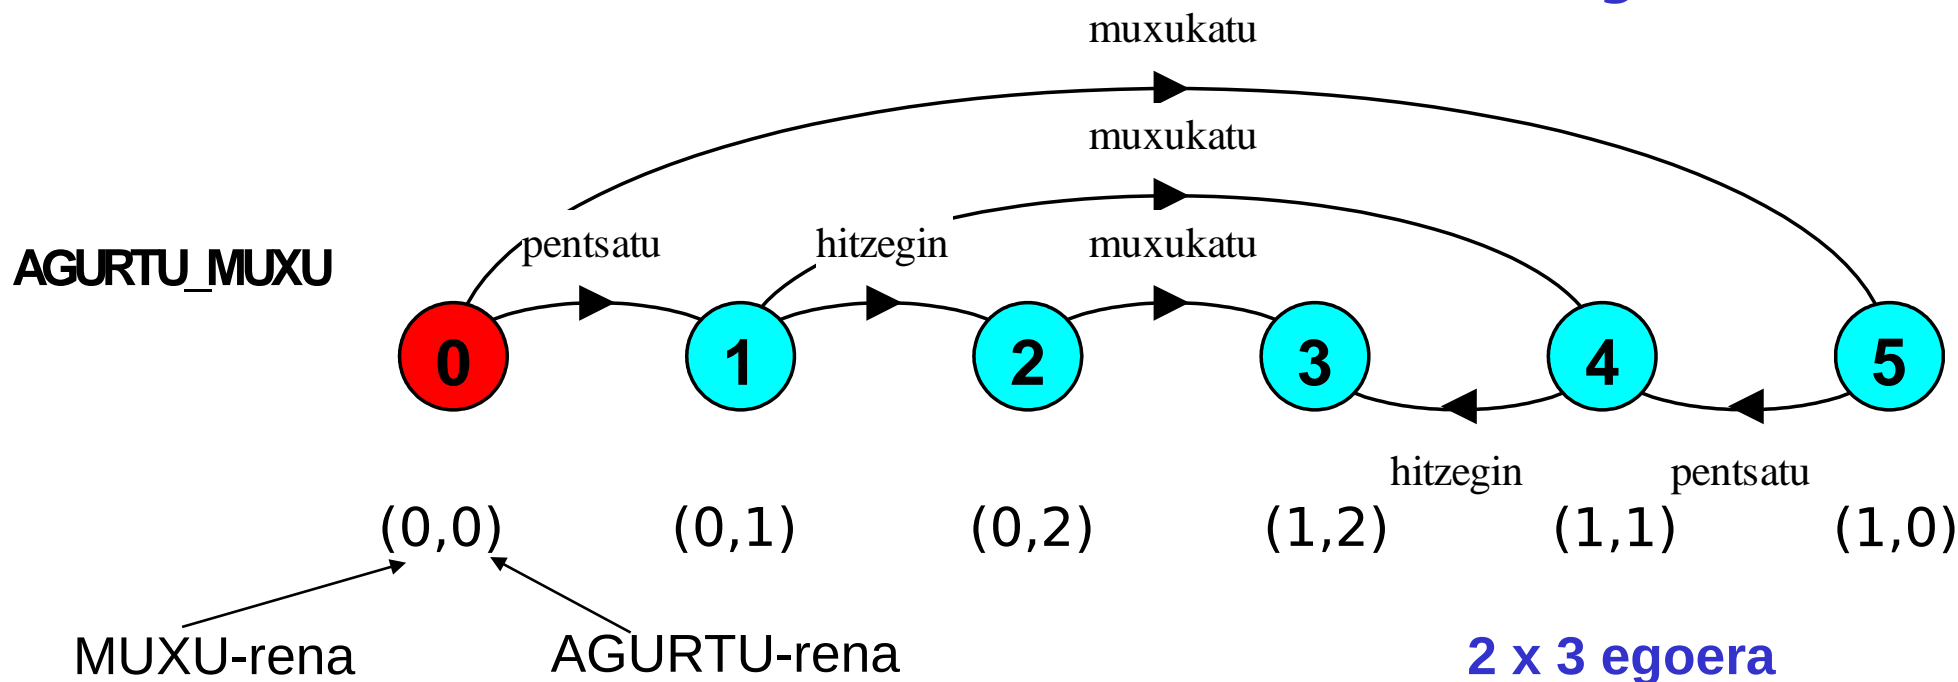 muxukatu
muxukatu
pentsatu hitzegin muxukatu
AGURTU_MUXU
0 1 2 3 4 5
hitzegin pentsatu
(0,0) (0,1) (0,2) (1,2) (1,1) (1,0)
MUXU-rena AGURTU-rena 2 x 3 egoera